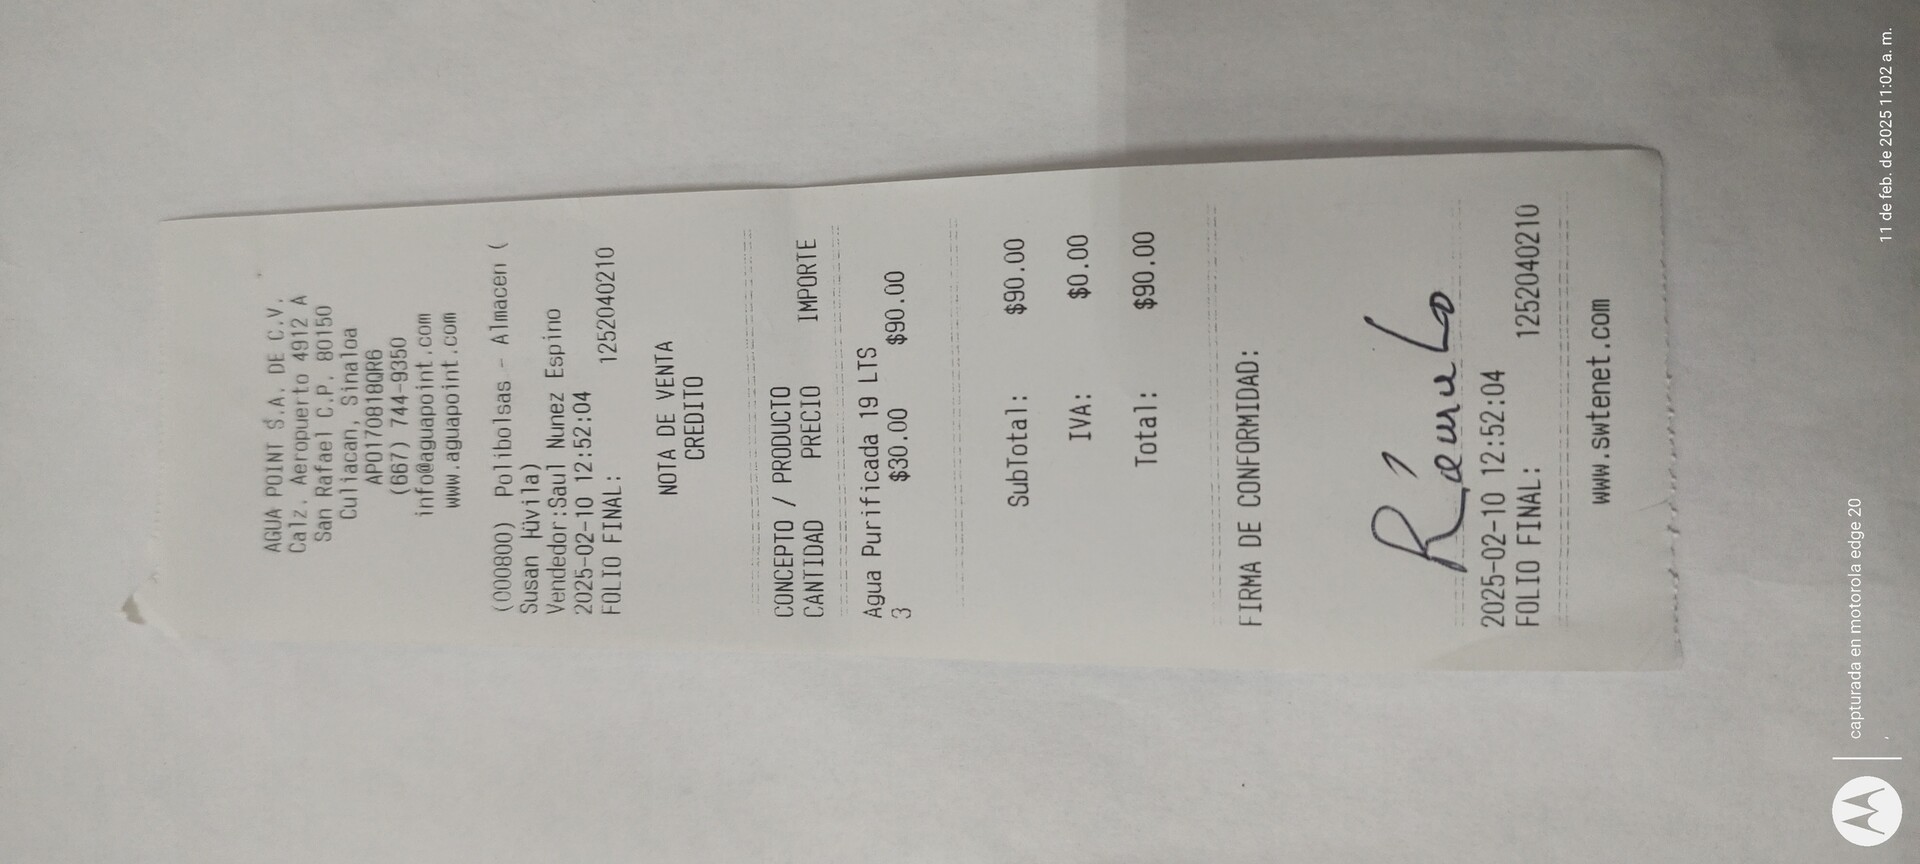 AGUA POINT S.A. DE C.V.
Calz. Aeropuerto 4912 A
San Rafael C.P. 80150
Culiacan, Sinaloa
APO170818QR6
(667) 744-9350
info@aguapoint.com
www.aguapoint.com
(000800) Polibolsas - Almacen (
Susan
Vendedor:Saul Nunez Espino
2025-02-10 12:52:04
FOLIO FINAL: 1252040210
NOTA DE VENTA
CREDITO
CONCEPTO / PRODUCTO
CANTIDAD PRECIO IMPORTE
Agua Purificada 19 LTS
3 $30.00 $90.00
SubTotal: $90.00
IVA: $0.00
Total: $90.00
FIRMA DE CONFORMIDAD:
2025-02-10 12:52:04
FOLIO FINAL: 1252040210
www.swtenet.com
capturada en motorola edge 20
11 de feb. de 2025 11:02 a. m.